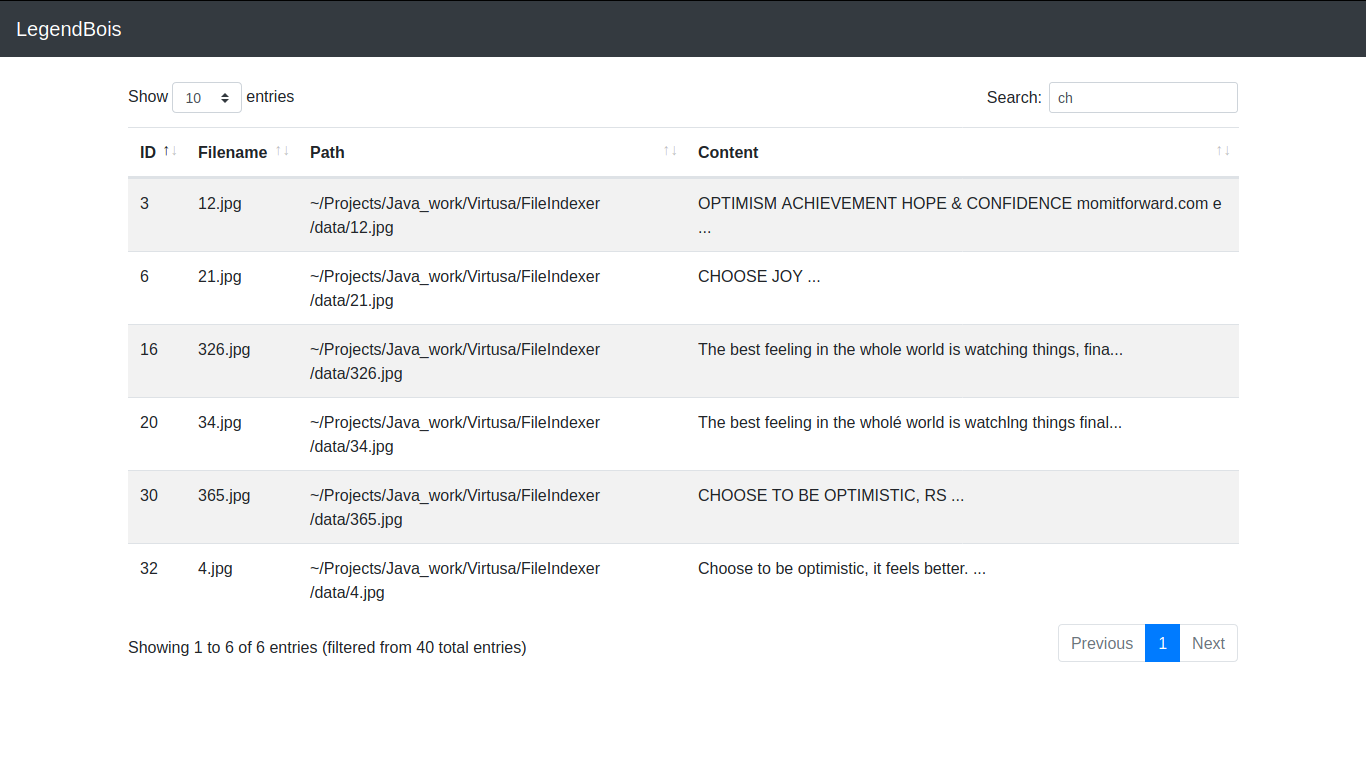 LegendBois
Show 10 entries
Search: ch
ID Filename Path Content
3 12.jpg ~/Projects/Java_work/Virtusa/FileIndexer OPTIMISM ACHIEVEMENT HOPE & CONFIDENCE momitforward.com e
/data/12.jpg ...
6 21.jpg ~/Projects/Java_work/Virtusa/FileIndexer CHOOSE JOY ...
/data/21.jpg
16 326.jpg ~/Projects/Java_work/Virtusa/FileIndexer The best feeling in the whole world is watching things, fina...
/data/326.jpg
20 34.jpg ~/Projects/Java_work/Virtusa/FileIndexer The best feeling in the wholé world is watchlng things final...
/data/34.jpg
30 365.jpg ~/Projects/Java_work/Virtusa/FileIndexer CHOOSE TO BE OPTIMISTIC, RS ...
/data/365.jpg
32 4.jpg ~/Projects/Java_work/Virtusa/FileIndexer Choose to be optimistic, it feels better. ...
/data/4.jpg
Showing 1 to 6 of 6 entries (filtered from 40 total entries)
Previous 1 Next